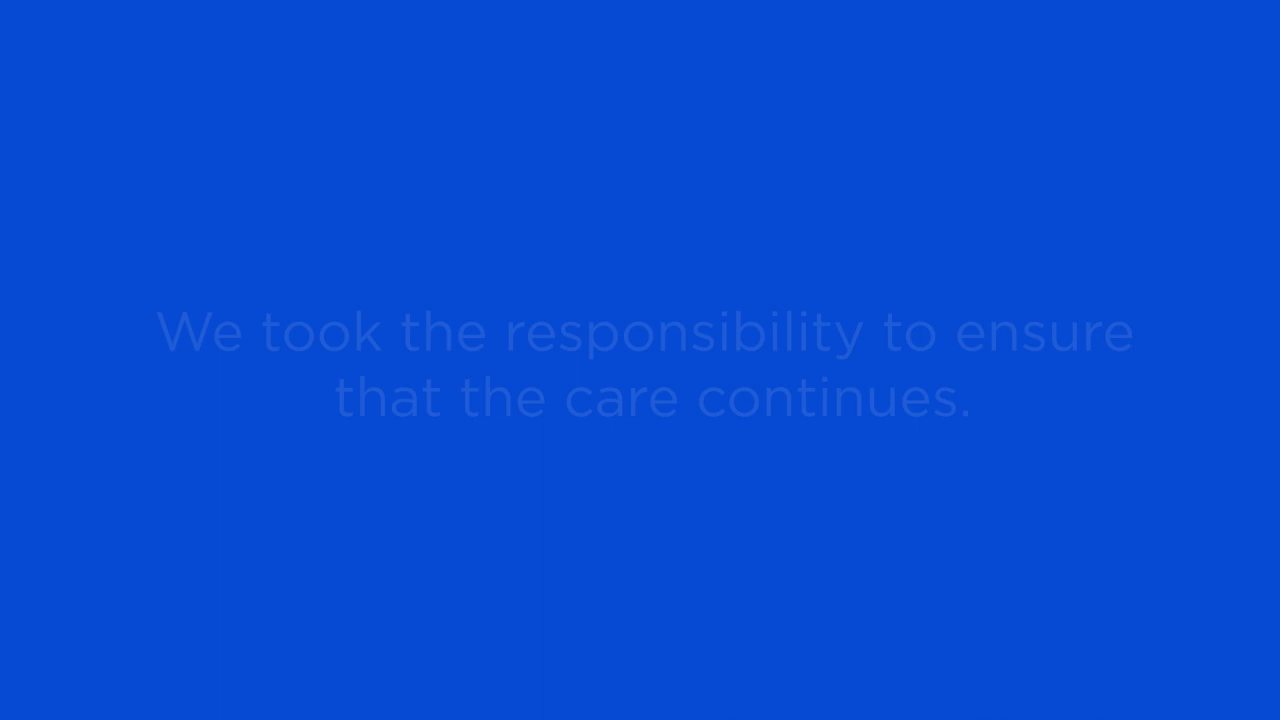 We took the responsibility to ensure
that the care continues.